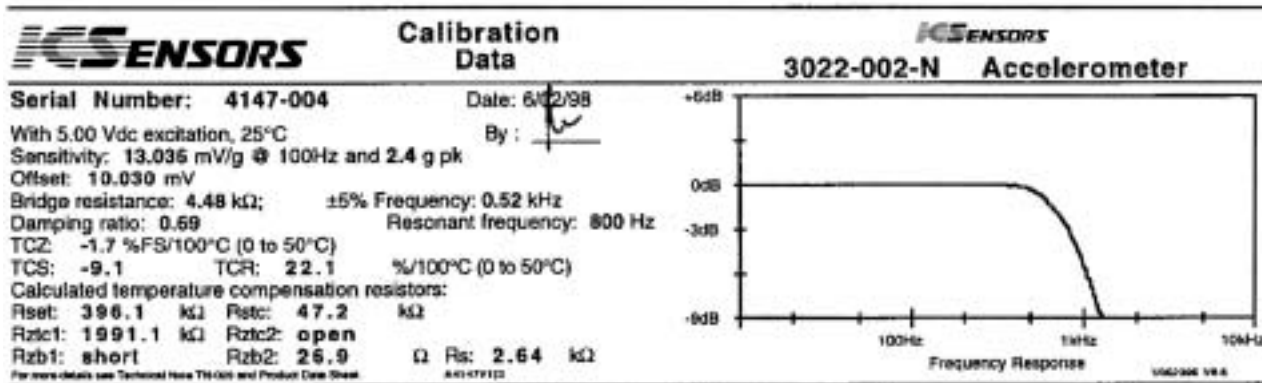 ICSENSORS
Calibration
Data
ICSENSORS
3022-002-N Accelerometer
Serial Number: 4147-004 Date: 6/02/98
With 5.00 Vdc excitation, 25°C By :
Sensitivity: 13.035 mV/g @ 100Hz and 2.4 g pk
Offset: 10.030 mV
Bridge resistance: 4.48 kΩ; ±5% Frequency: 0.52 kHz
Damping ratio: 0.69 Resonant frequency: 800 Hz
TCZ: -1.7 %FS/100°C (0 to 50°C)
TCS: -9.1 TCR: 22.1 %/100°C (0 to 50°C)
Calculated temperature compensation resistors:
Rset: 396.1 kΩ Rstc: 47.2 kΩ
Rztc1: 1991.1 kΩ Rztc2: open
Rzb1: short Rzb2: 26.9 Ω Rs: 2.64 kΩ
For more details use Technical Note TN-005 and Product Data Sheet
+6dB
0dB
-3dB
-9dB
100Hz 1kHz 10kHz
Frequency Response